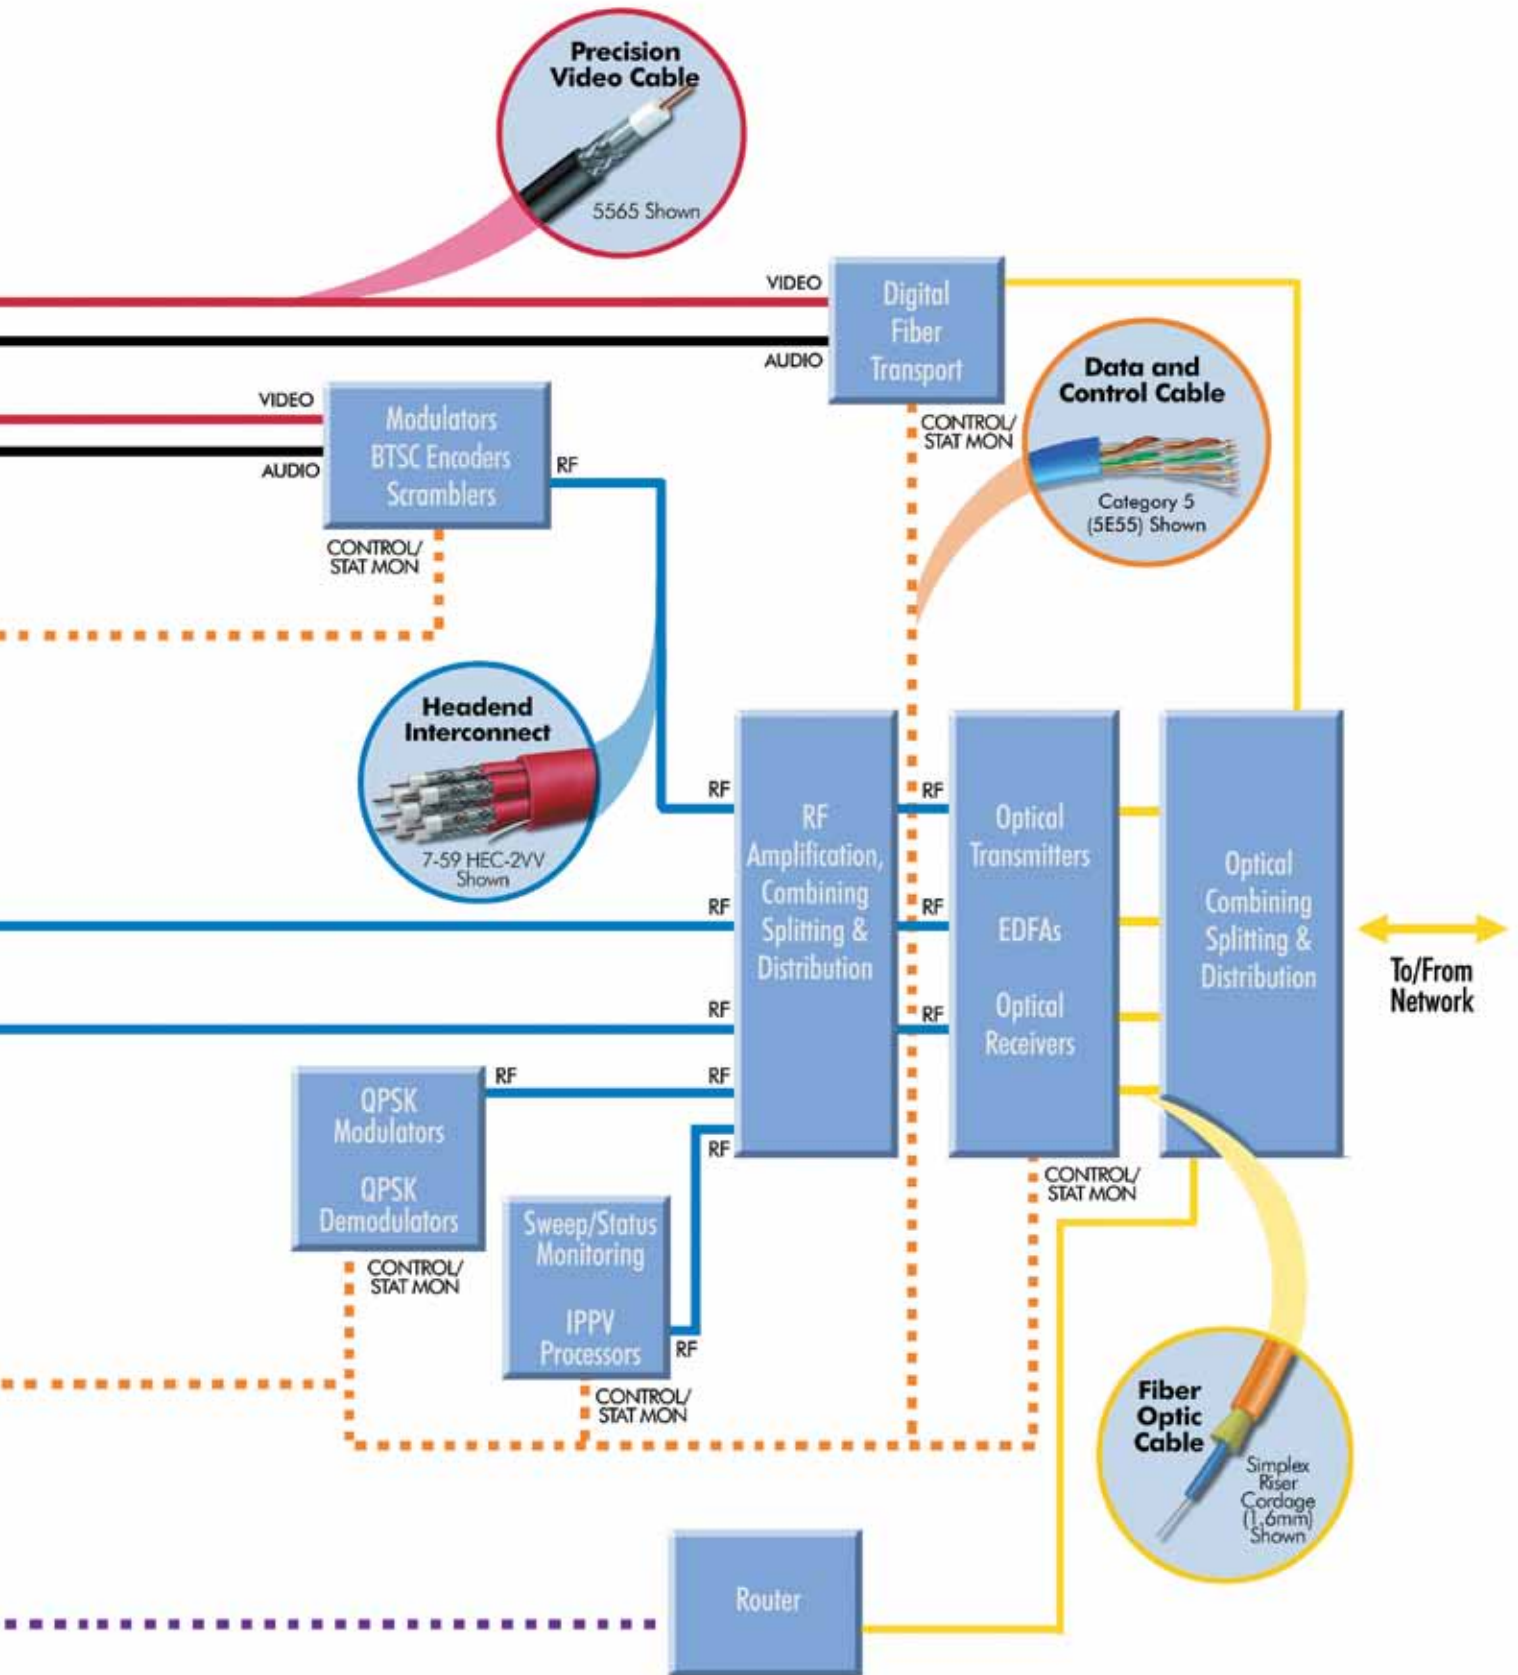 Precision
Video Cable
5565 Shown
VIDEO
AUDIO
Digital
Fiber
Transport
CONTROL/
STAT MON
Data and
Control Cable
Category 5
(5E55) Shown
VIDEO
AUDIO
Modulators
BTSC Encoders
Scramblers
RF
CONTROL/
STAT MON
Headend
Interconnect
7-59 HEC-2VV
Shown
RF
RF
RF
RF
RF
RF
Amplification,
Combining
Splitting &
Distribution
RF
RF
RF
Optical
Transmitters
EDFAs
Optical
Receivers
CONTROL/
STAT MON
Optical
Combining
Splitting &
Distribution
To/From
Network
QPSK
Modulators
QPSK
Demodulators
RF
CONTROL/
STAT MON
Sweep/Status
Monitoring
IPPV
Processors
RF
CONTROL/
STAT MON
Fiber
Optic
Cable
Simplex
Riser
Cordage
(1.6mm)
Shown
Router